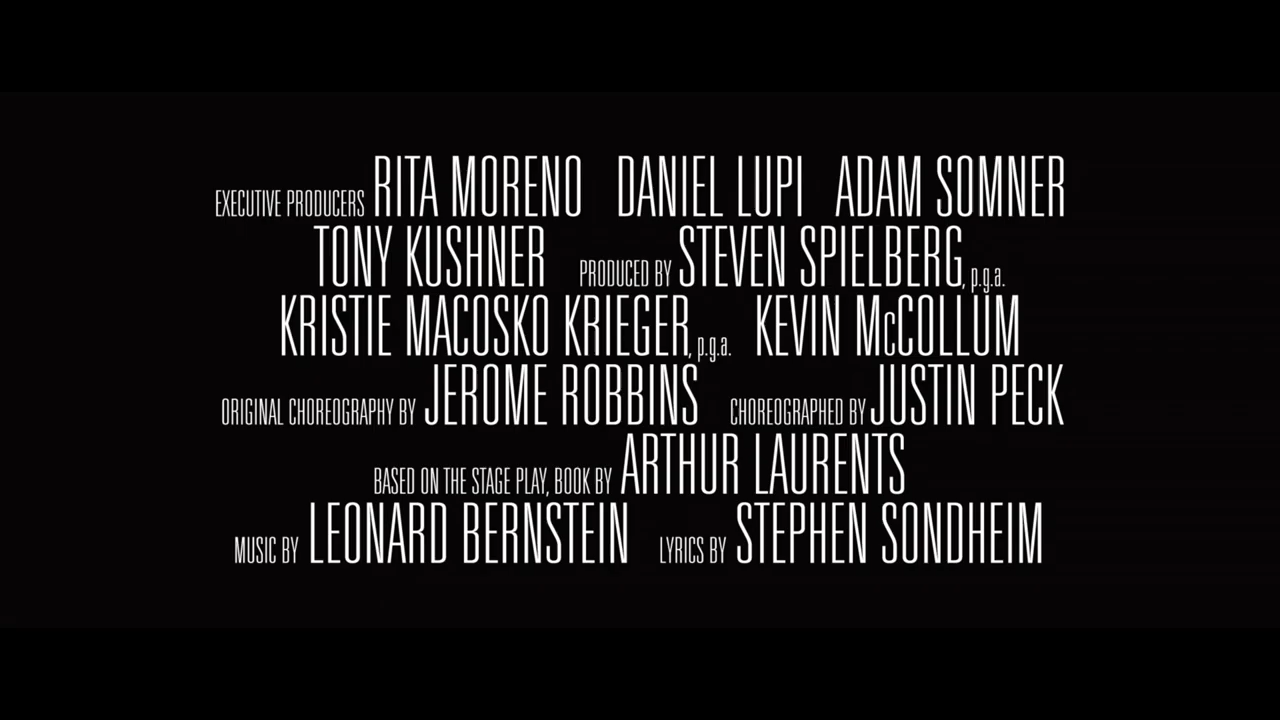 EXECUTIVE PRODUCERS RITA MORENO DANIEL LUPI ADAM SOMNER
TONY KUSHNER PRODUCED BY STEVEN SPIELBERG, p.g.a.
KRISTIE MACOSKO KRIEGER, p.g.a. KEVIN McCOLLUM
ORIGINAL CHOREOGRAPHY BY JEROME ROBBINS CHOREOGRAPHED BY JUSTIN PECK
BASED ON THE STAGE PLAY, BOOK BY ARTHUR LAURENTS
MUSIC BY LEONARD BERNSTEIN LYRICS BY STEPHEN SONDHEIM